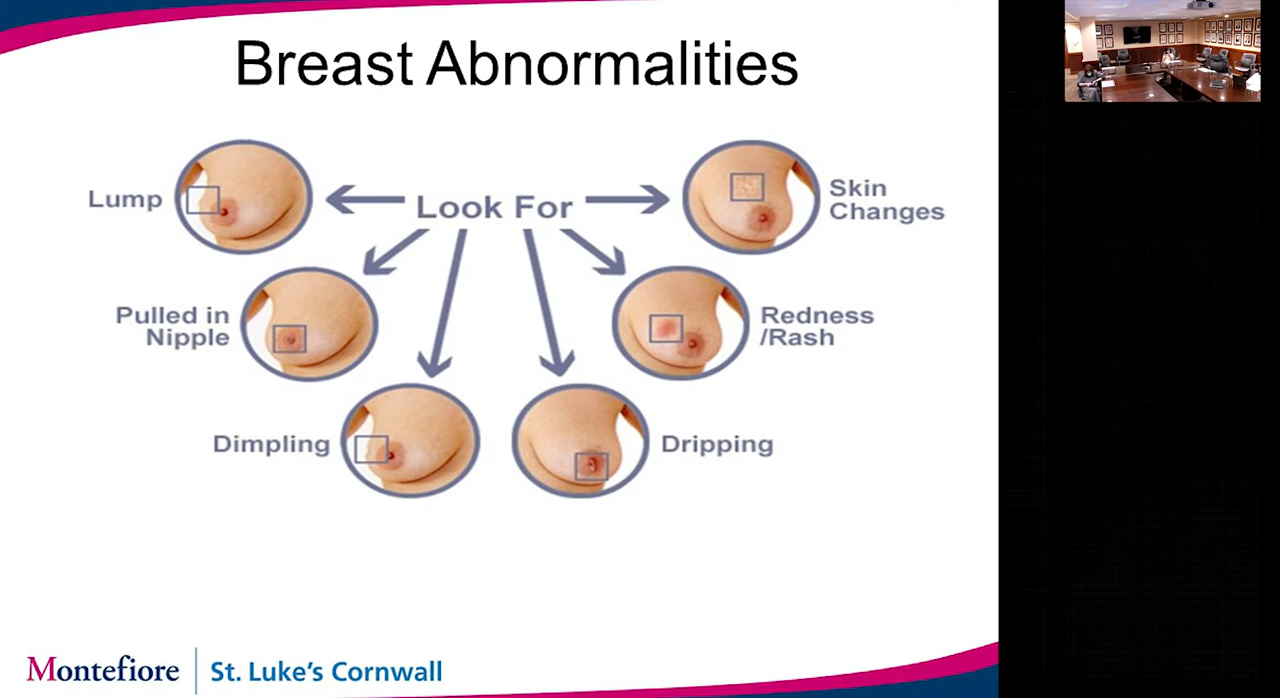 Breast Abnormalities
Lump
Look For
Skin
Changes
Pulled in
Nipple
Redness
/Rash
Dimpling
Dripping
Montefiore
St. Luke's Cornwall